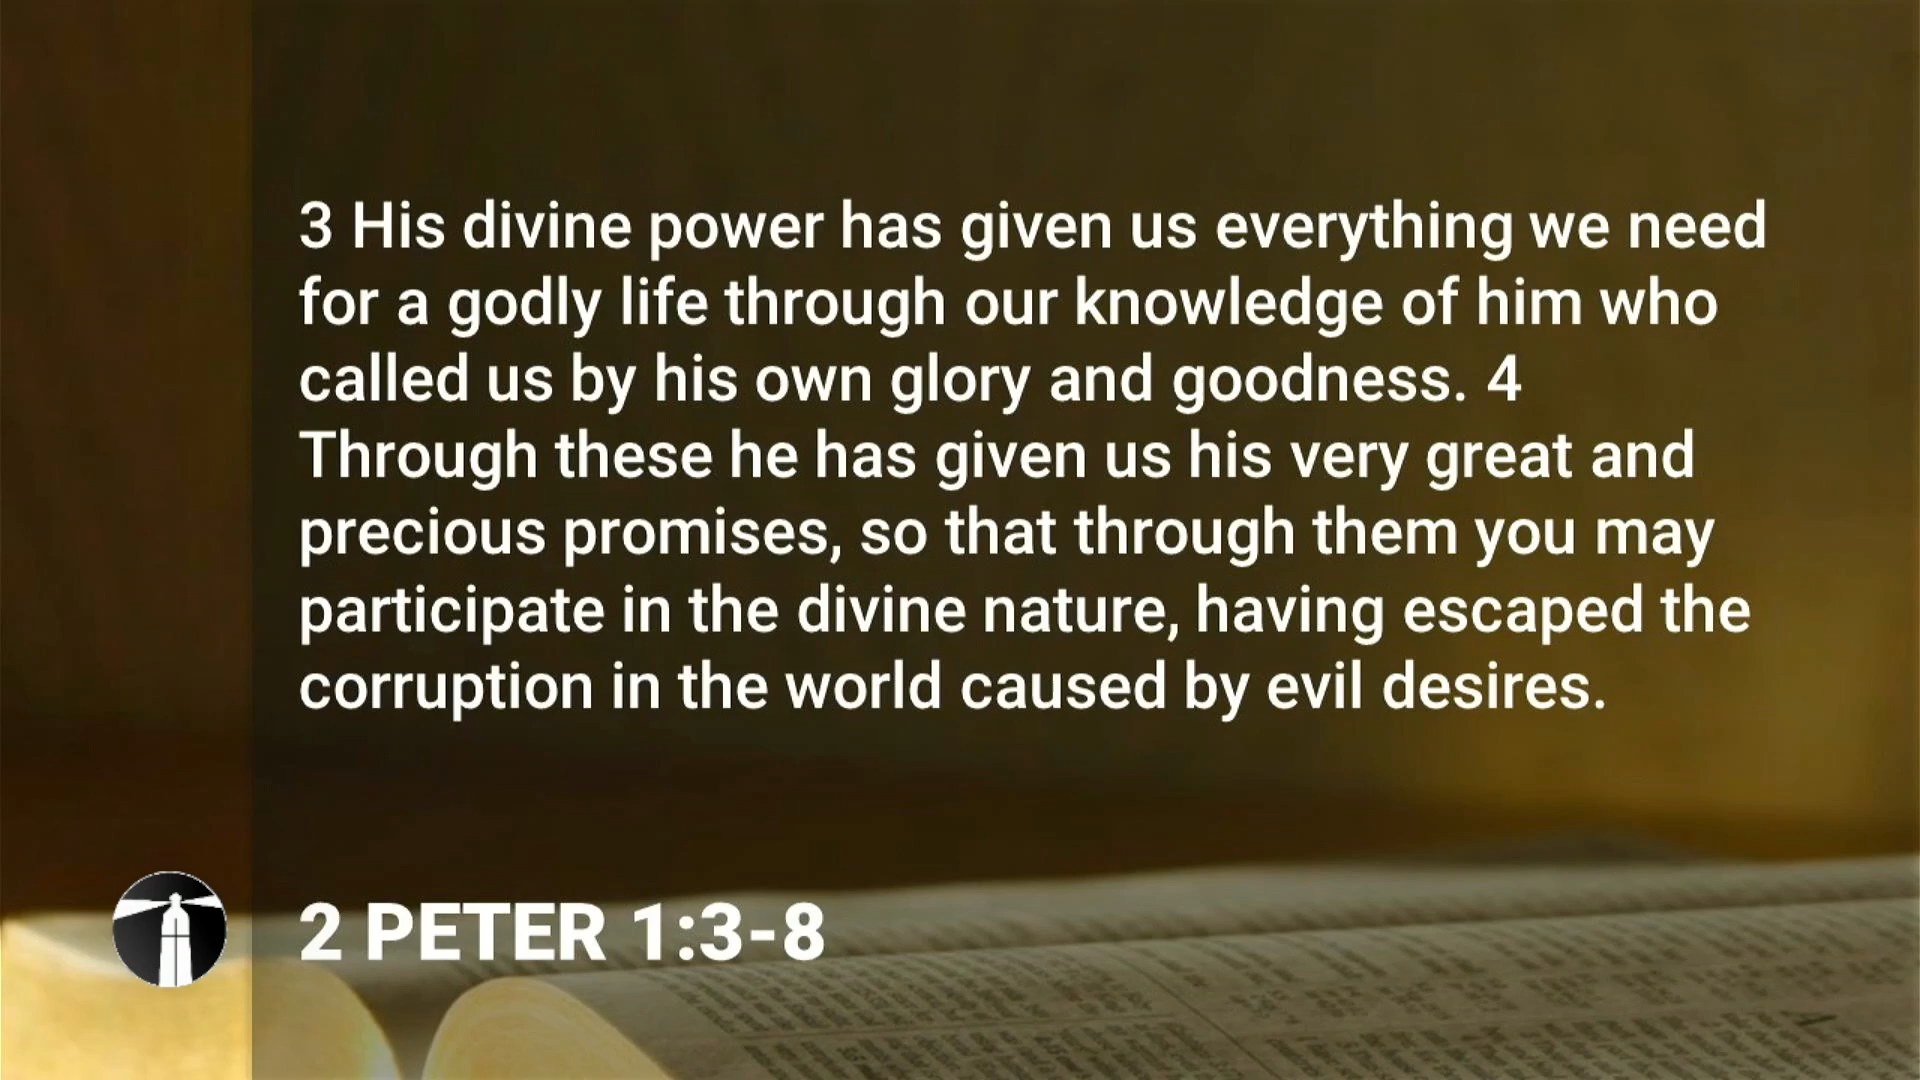 3 His divine power has given us everything we need
for a godly life through our knowledge of him who
called us by his own glory and goodness. 4
Through these he has given us his very great and
precious promises, so that through them you may
participate in the divine nature, having escaped the
corruption in the world caused by evil desires.
2 PETER 1:3-8